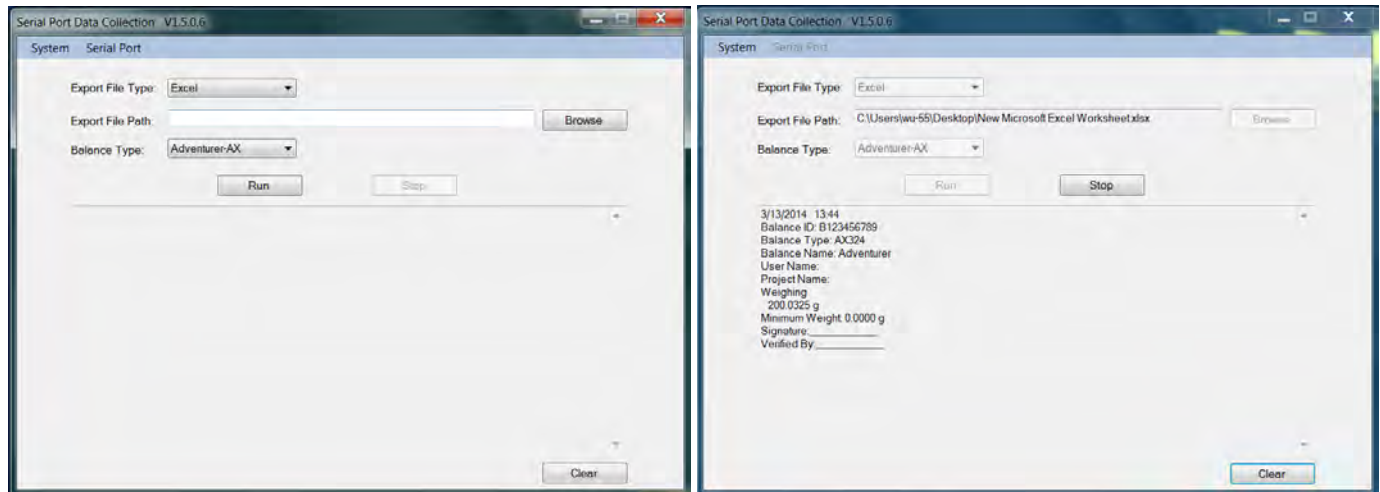 Serial Port Data Collection V1.5.0.6
System Serial Port
Export File Type: Excel
Export File Path: Browse
Balance Type: Adventurer-AX
Run Stop
Clear
Serial Port Data Collection V1.5.0.6
System Serial Port
Export File Type: Excel
Export File Path: C:\Users\wu-55\Desktop\New Microsoft Excel Worksheet.xlsx Browse
Balance Type: Adventurer-AX
Run Stop
3/13/2014 13:44
Balance ID: B123456789
Balance Type: AX324
Balance Name: Adventurer
User Name:
Project Name:
Weighing
200.0325 g
Minimum Weight: 0.0000 g
Signature:____________
Verified By:____________
Clear